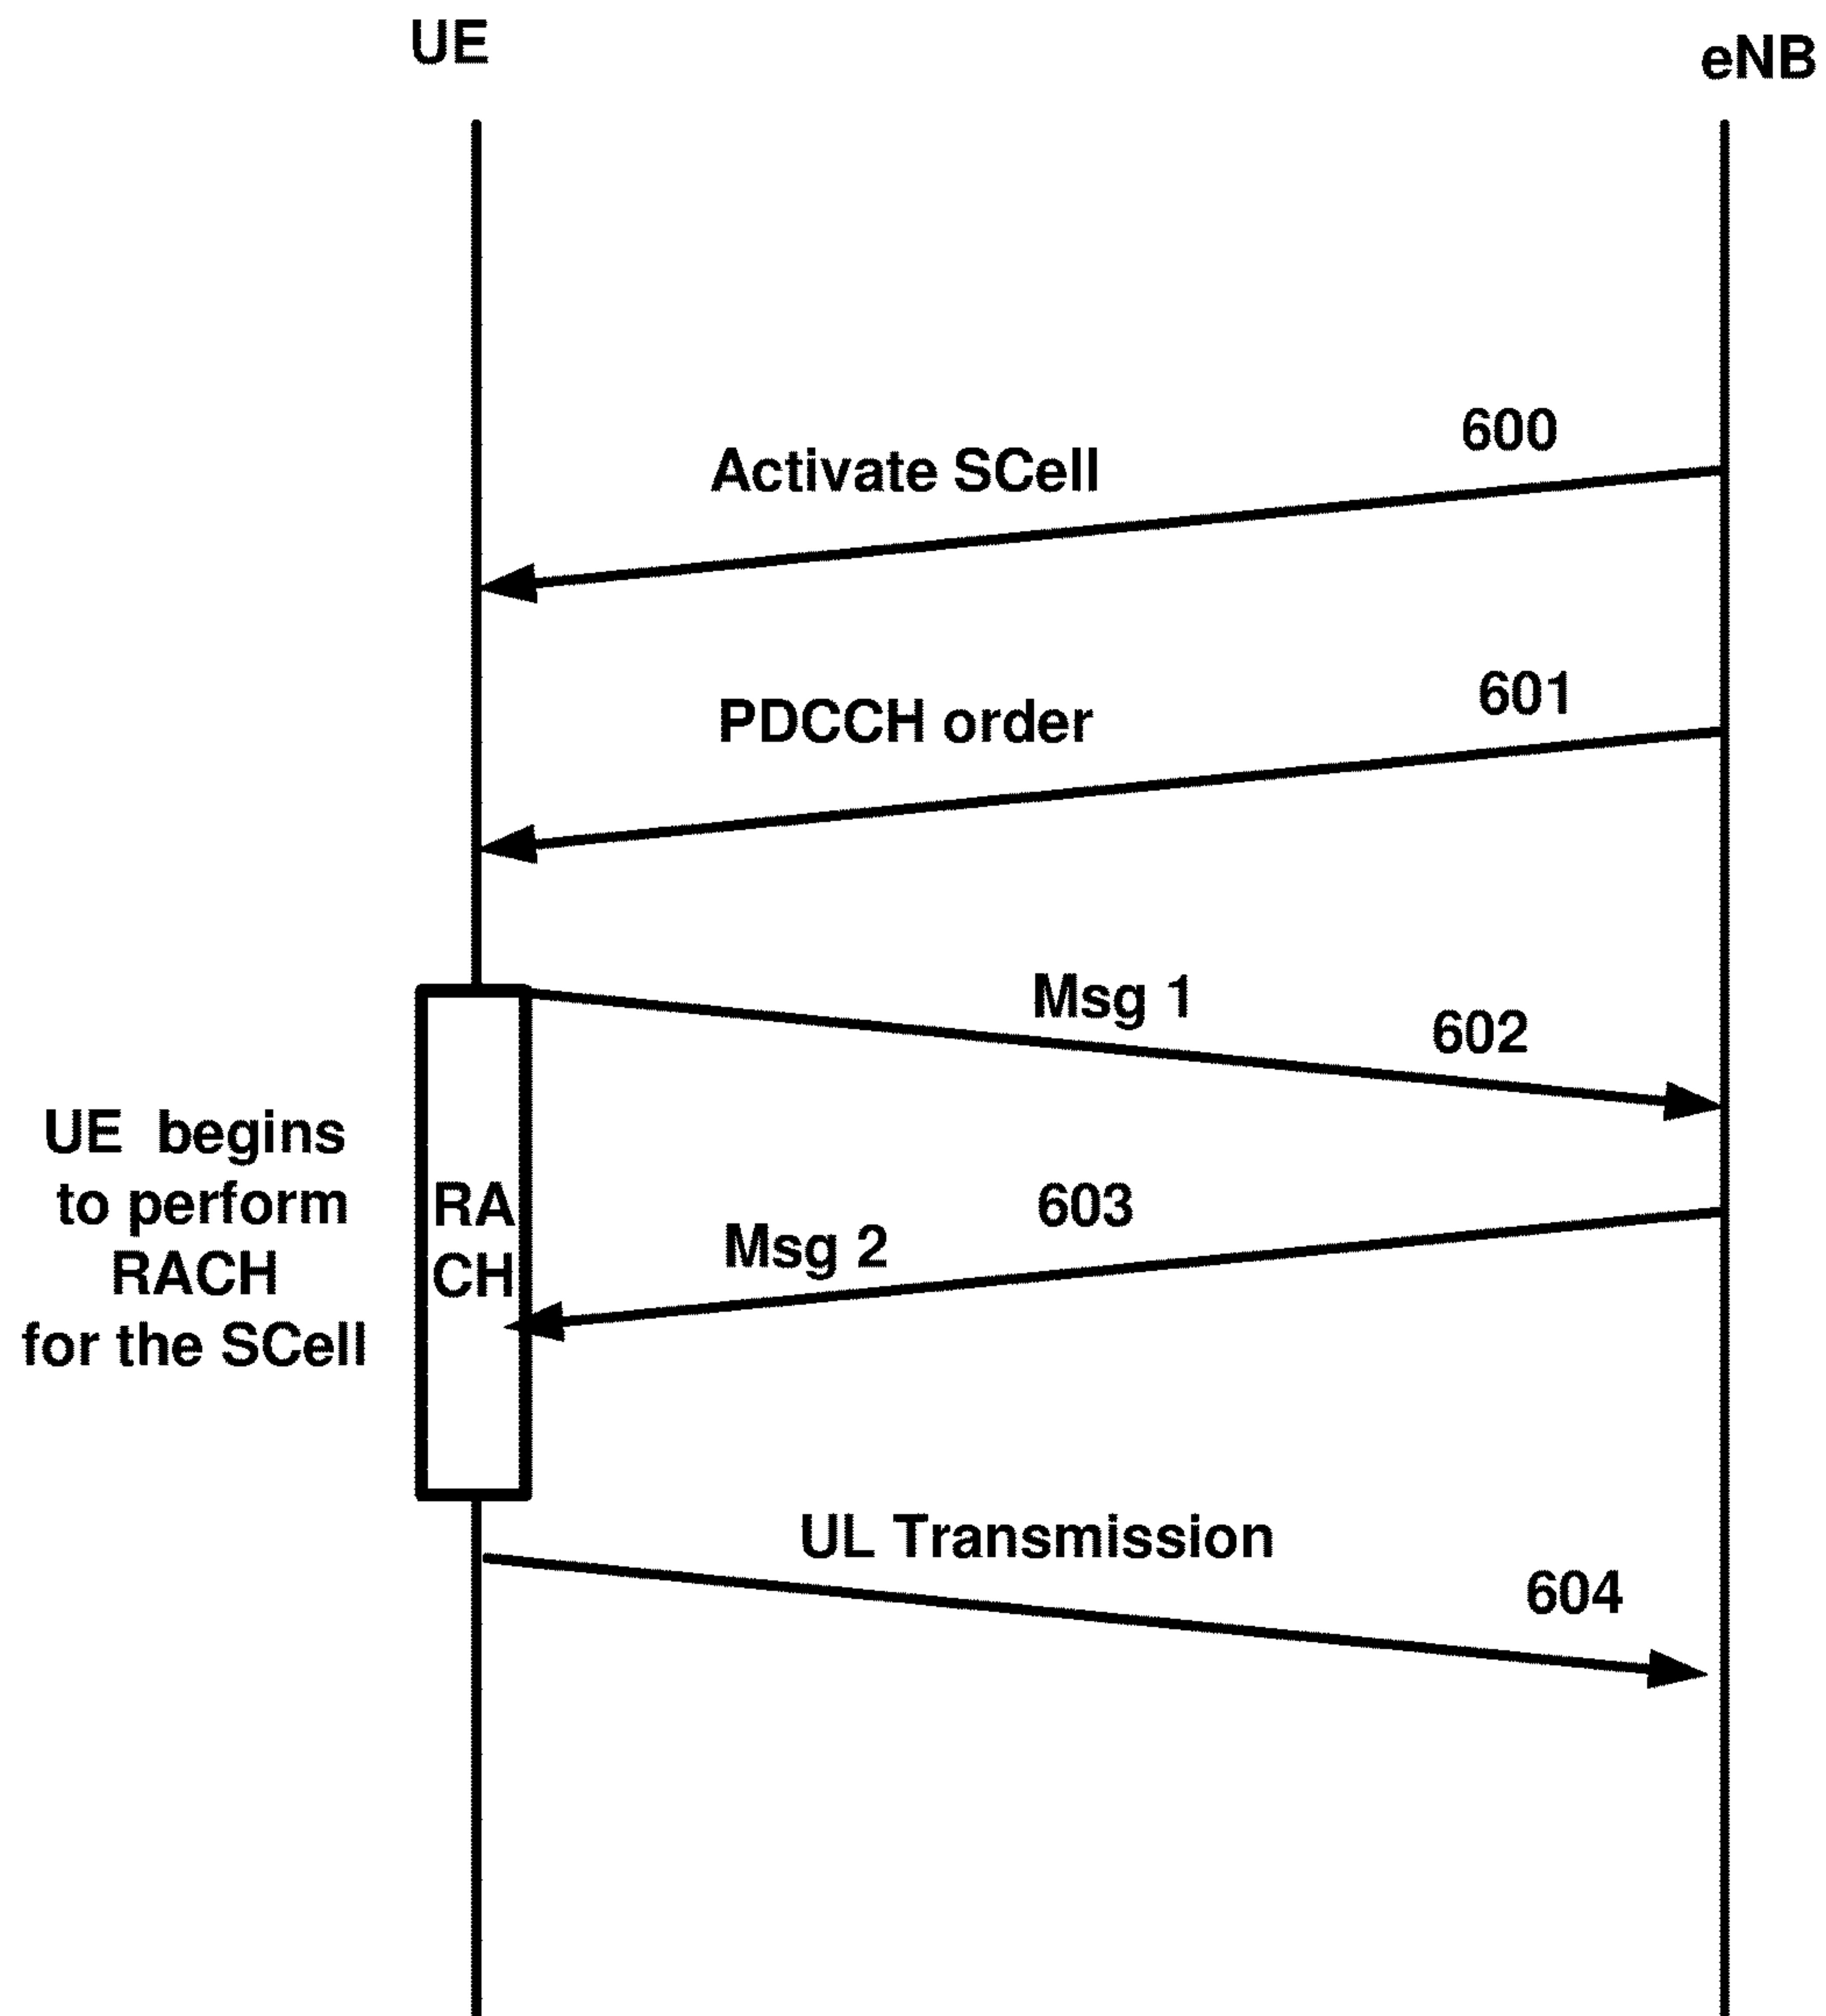 UE
eNB
600
Activate SCell
601
PDCCH order
Msg 1
602
UE begins
to perform
RACH
for the SCell
RA
CH
603
Msg 2
UL Transmission
604